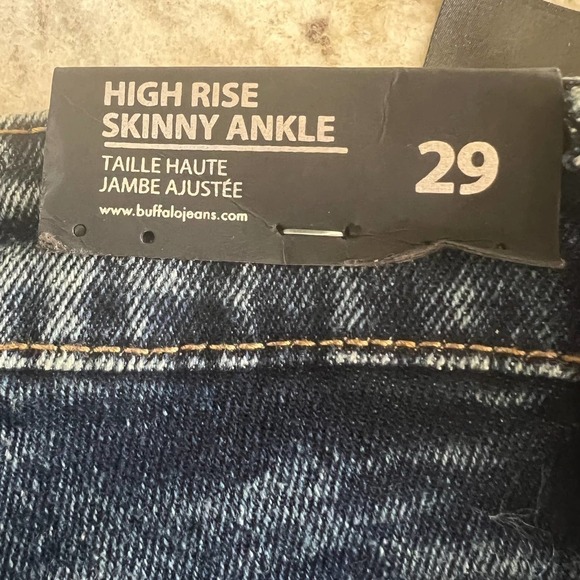 HIGH RISE
SKINNY ANKLE
TAILLE HAUTE
JAMBE AJUSTÉE
www.buffalojeans.com
29